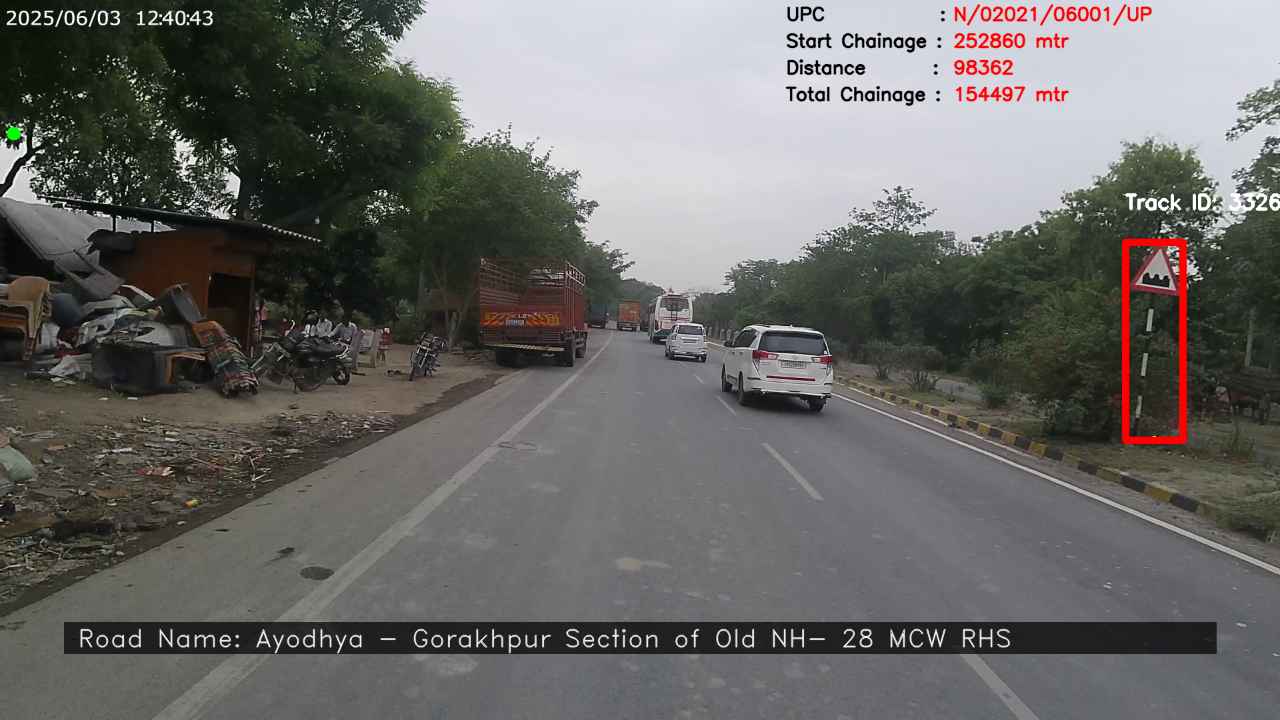 2025/06/03 12:40:43
UPC : N/02021/06001/UP
Start Chainage : 252860 mtr
Distance : 98362
Total Chainage : 154497 mtr
Track ID: 3326
Road Name: Ayodhya - Gorakhpur Section of Old NH- 28 MCW RHS